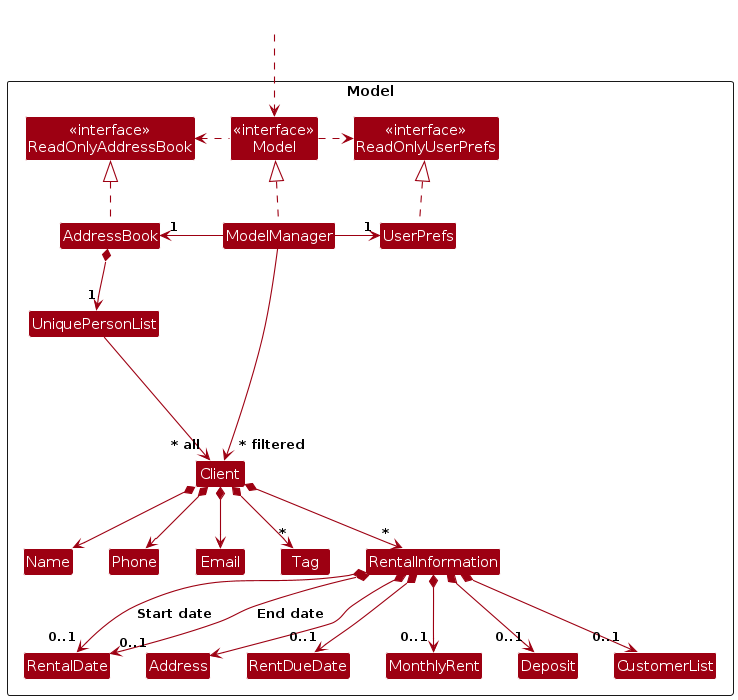 Model
«interface»
ReadOnlyAddressBook
«interface»
Model
«interface»
ReadOnlyUserPrefs
AddressBook
1
ModelManager
1
UserPrefs
1
UniquePersonList
* all
* filtered
Client
*
*
Name
Phone
Email
Tag
RentalInformation
Start date
End date
0..1
0..1
0..1
0..1
0..1
0..1
RentalDate
Address
RentDueDate
MonthlyRent
Deposit
CustomerList